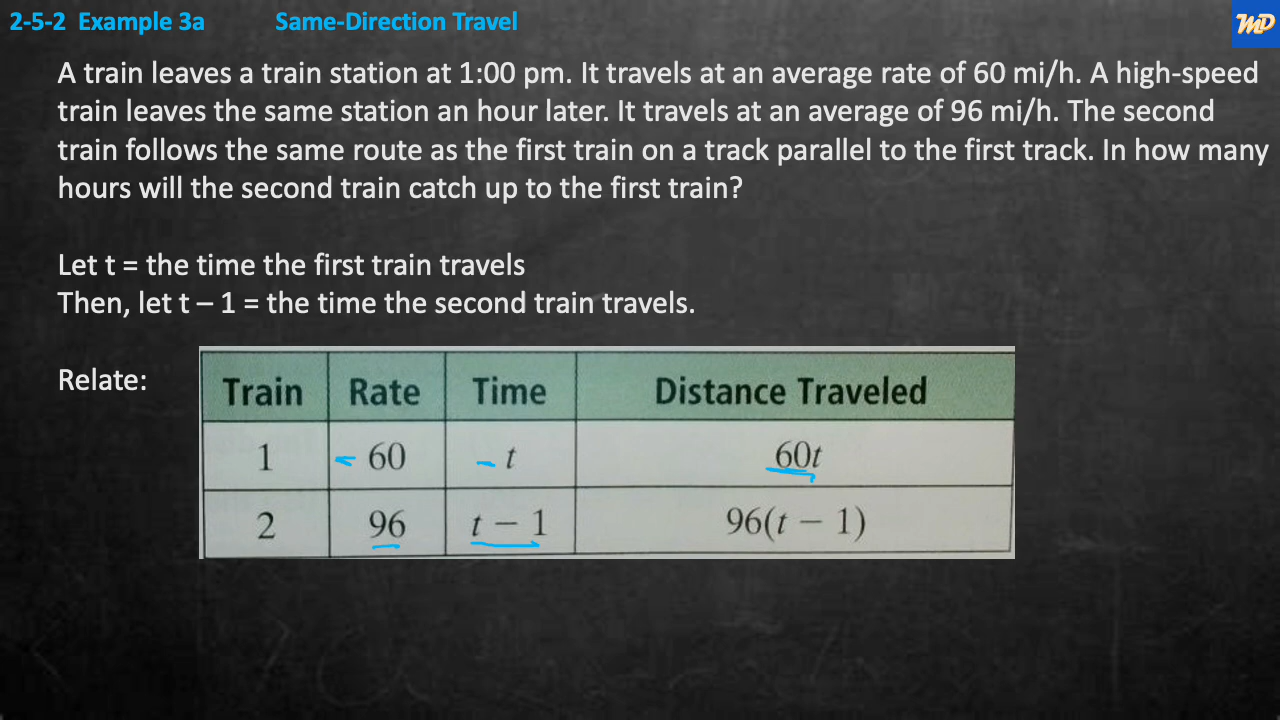 2-5-2 Example 3a Same-Direction Travel
MD
A train leaves a train station at 1:00 pm. It travels at an average rate of 60 mi/h. A high-speed
train leaves the same station an hour later. It travels at an average of 96 mi/h. The second
train follows the same route as the first train on a track parallel to the first track. In how many
hours will the second train catch up to the first train?
Let t = the time the first train travels
Then, let t – 1 = the time the second train travels.
Relate:
Train Rate Time Distance Traveled
1 60 t 60t
2 96 t − 1 96(t − 1)